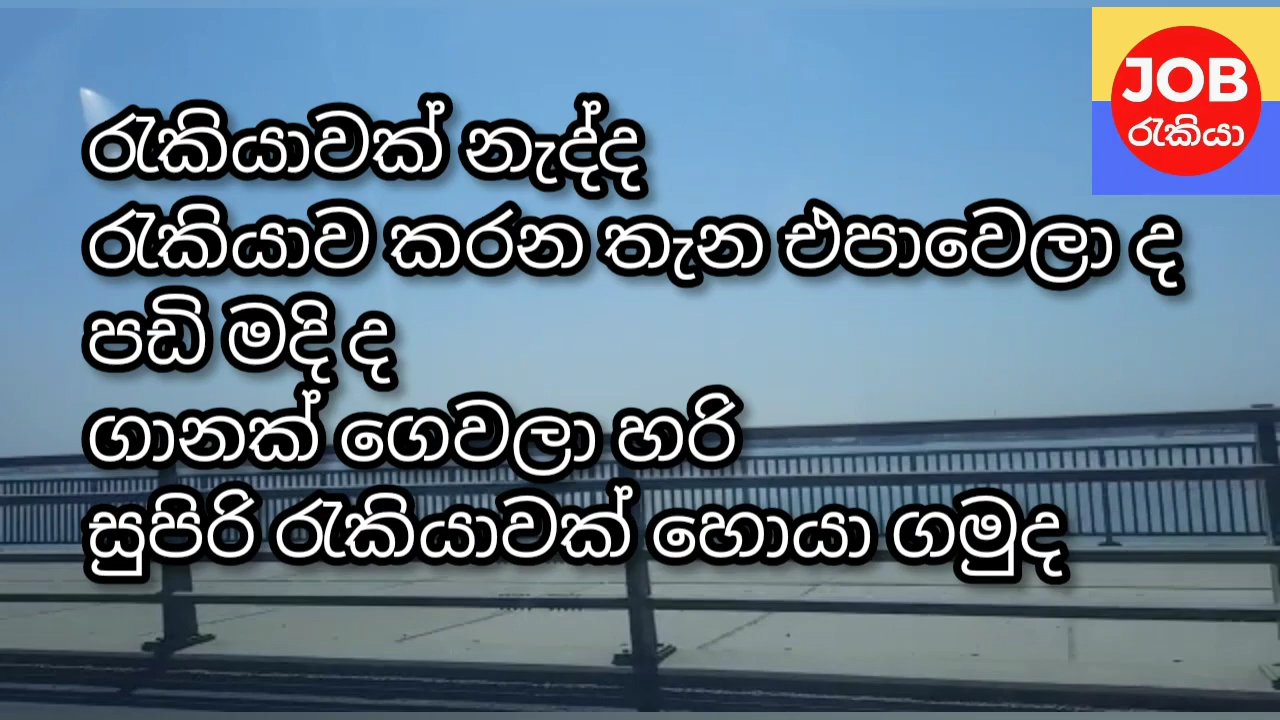 JOB
රැකියා
රැකියාවක් නැද්ද
රැකියාව කරන තැන එපාවෙලා ද
පඩි මදි ද
ගානක් ගෙවලා හරි
සුපිරි රැකියාවක් හොයා ගමුද